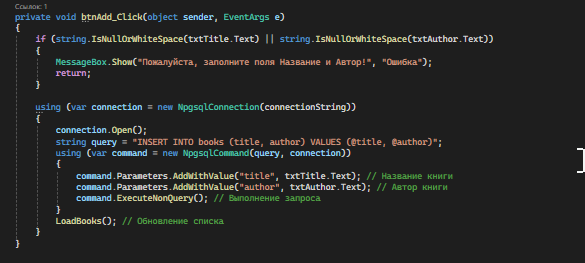 Ссылок: 1
private void btnAdd_Click(object sender, EventArgs e)
{
if (string.IsNullOrWhiteSpace(txtTitle.Text) || string.IsNullOrWhiteSpace(txtAuthor.Text))
{
MessageBox.Show("Пожалуйста, заполните поля Название и Автор!", "Ошибка");
return;
}
using (var connection = new NpgsqlConnection(connectionString))
{
connection.Open();
string query = "INSERT INTO books (title, author) VALUES (@title, @author)";
using (var command = new NpgsqlCommand(query, connection))
{
command.Parameters.AddWithValue("title", txtTitle.Text); // Название книги
command.Parameters.AddWithValue("author", txtAuthor.Text); // Автор книги
command.ExecuteNonQuery(); // Выполнение запроса
}
LoadBooks(); // Обновление списка
}
}